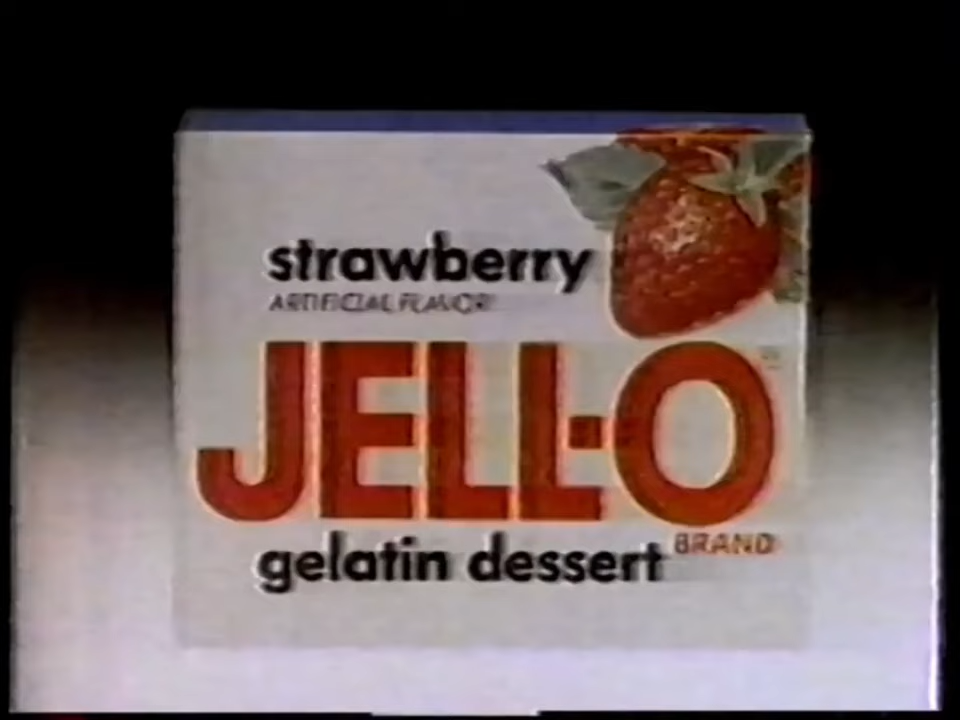 strawberry
ARTIFICIAL FLAVOR
JELL-O
BRAND
gelatin dessert